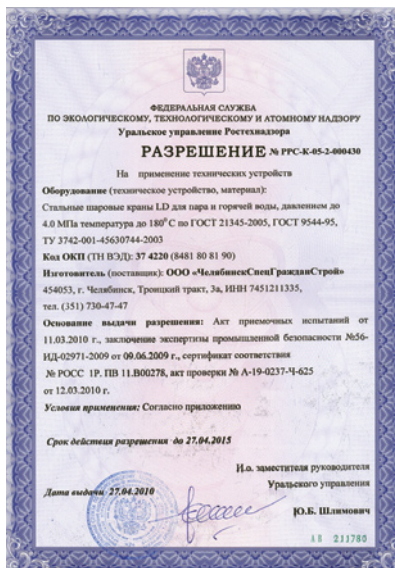 ФЕДЕРАЛЬНАЯ СЛУЖБА
ПО ЭКОЛОГИЧЕСКОМУ, ТЕХНОЛОГИЧЕСКОМУ И АТОМНОМУ НАДЗОРУ
Уральское управление Ростехнадзора
РАЗРЕШЕНИЕ № РРС-К-05-2-000430
На применение технических устройств
Оборудование (техническое устройство, материал):
Стальные шаровые краны LD для пара и горячей воды, давлением до
4.0 МПа температура до 180⁰ С по ГОСТ 21345-2005, ГОСТ 9544-95,
ТУ 3742-001-45630744-2003
Код ОКП (ТН ВЭД): 37 4220 (8481 80 81 90)
Изготовитель (поставщик): ООО «ЧелябинскСпецГражданСтрой»
454053, г. Челябинск, Троицкий тракт, 3а, ИНН 7451211335,
тел. (351) 730-47-47
Основание выдачи разрешения: Акт приемочных испытаний от
11.03.2010 г., заключение экспертизы промышленной безопасности №56-
ИД-02971-2009 от 09.06.2009 г., сертификат соответствия
№ РОСС 1Р. ПВ 11.В00278, акт проверки № А-19-0237-Ч-625
от 12.03.2010 г.
Условия применения: Согласно приложению
Срок действия разрешения до 27.04.2015
И.о. заместителя руководителя
Уральского управления
Дата выдачи 27.04.2010
Ю.Б. Шлимович
АВ 211780